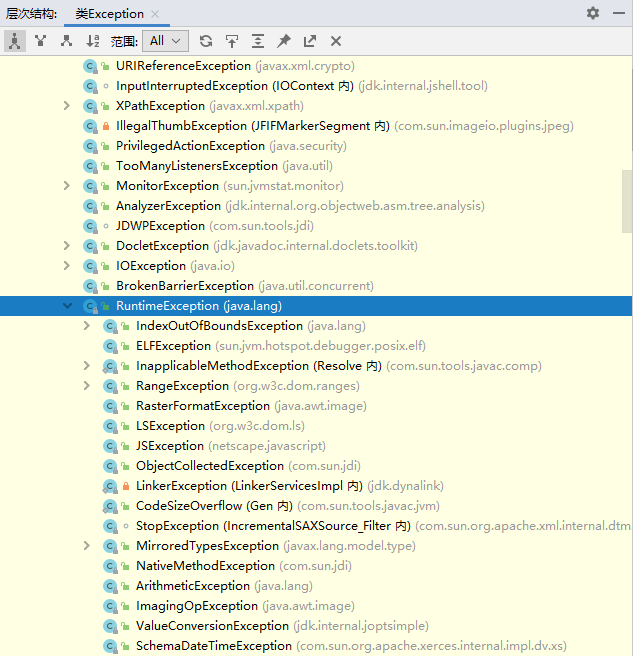 层次结构: 类Exception
范围: All
URIReferenceException (javax.xml.crypto)
InputInterruptedException (IOContext 内) (jdk.internal.jshell.tool)
XPathException (javax.xml.xpath)
IllegalThumbException (JFIFMarkerSegment 内) (com.sun.imageio.plugins.jpeg)
PrivilegedActionException (java.security)
TooManyListenersException (java.util)
MonitorException (sun.jvmstat.monitor)
AnalyzerException (jdk.internal.org.objectweb.asm.tree.analysis)
JDWPException (com.sun.tools.jdi)
DocletException (jdk.javadoc.internal.doclets.toolkit)
IOException (java.io)
BrokenBarrierException (java.util.concurrent)
RuntimeException (java.lang)
IndexOutOfBoundsException (java.lang)
ELFException (sun.jvm.hotspot.debugger.posix.elf)
InapplicableMethodException (Resolve 内) (com.sun.tools.javac.comp)
RangeException (org.w3c.dom.ranges)
RasterFormatException (java.awt.image)
LSException (org.w3c.dom.ls)
JSException (netscape.javascript)
ObjectCollectedException (com.sun.jdi)
LinkerException (LinkerServicesImpl 内) (jdk.dynalink)
CodeSizeOverflow (Gen 内) (com.sun.tools.javac.jvm)
StopException (IncrementalSAXSource_Filter 内) (com.sun.org.apache.xml.internal.dtm
MirroredTypesException (javax.lang.model.type)
NativeMethodException (com.sun.jdi)
ArithmeticException (java.lang)
ImagingOpException (java.awt.image)
ValueConversionException (jdk.internal.joptsimple)
SchemaDateTimeException (com.sun.org.apache.xerces.internal.impl.dv.xs)